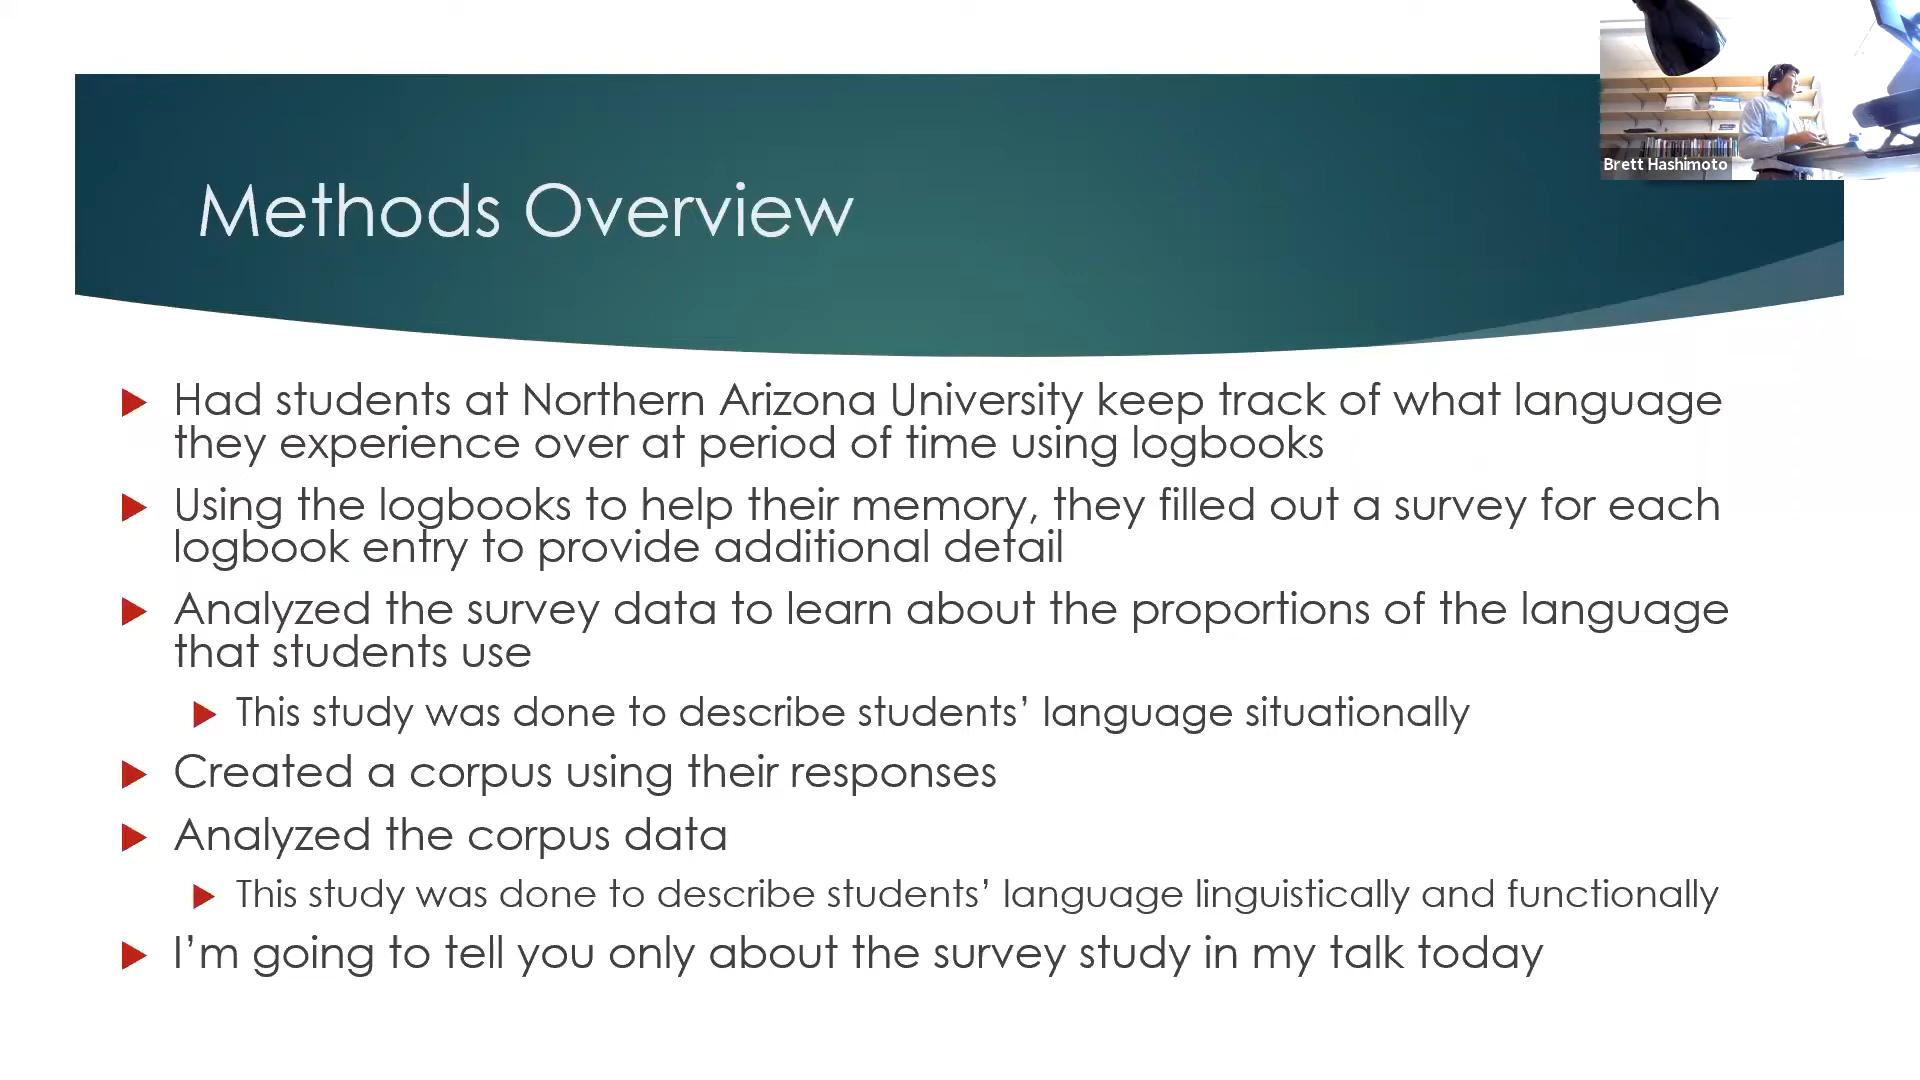 Brett Hashimoto
Methods Overview
Had students at Northern Arizona University keep track of what language
they experience over at period of time using logbooks
Using the logbooks to help their memory, they filled out a survey for each
logbook entry to provide additional detail
Analyzed the survey data to learn about the proportions of the language
that students use
This study was done to describe students’ language situationally
Created a corpus using their responses
Analyzed the corpus data
This study was done to describe students’ language linguistically and functionally
I’m going to tell you only about the survey study in my talk today